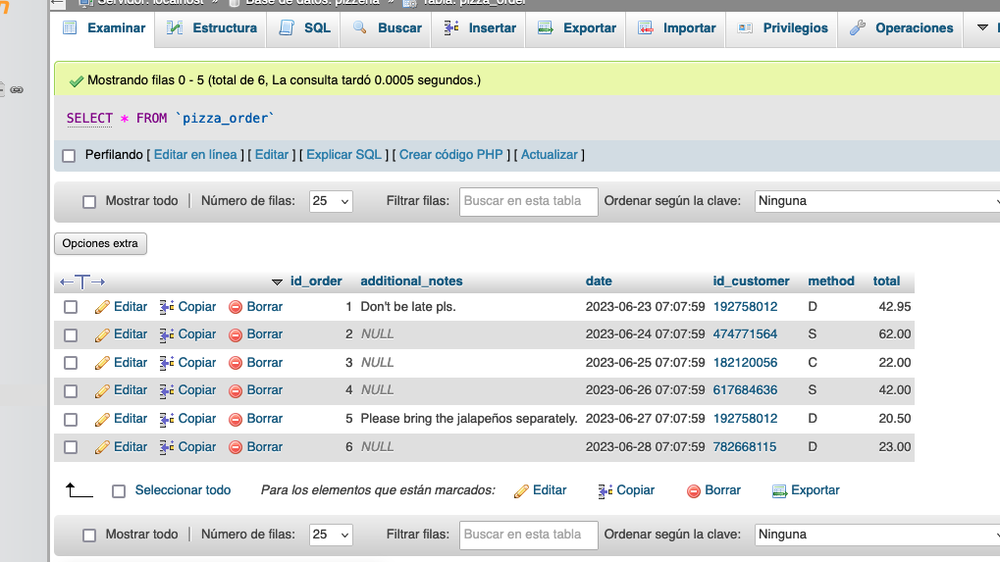 Servidor: localhost » Base de datos: pizzeria » Tabla: pizza_order
Examinar Estructura SQL Buscar Insertar Exportar Importar Privilegios Operaciones
Mostrando filas 0 - 5 (total de 6, La consulta tardó 0.0005 segundos.)
SELECT * FROM `pizza_order`
Perfilando [ Editar en línea ] [ Editar ] [ Explicar SQL ] [ Crear código PHP ] [ Actualizar ]
Mostrar todo | Número de filas: 25 Filtrar filas: Buscar en esta tabla Ordenar según la clave: Ninguna
Opciones extra
←T→ id_order additional_notes date id_customer method total
Editar Copiar Borrar 1 Don't be late pls. 2023-06-23 07:07:59 192758012 D 42.95
Editar Copiar Borrar 2 NULL 2023-06-24 07:07:59 474771564 S 62.00
Editar Copiar Borrar 3 NULL 2023-06-25 07:07:59 182120056 C 22.00
Editar Copiar Borrar 4 NULL 2023-06-26 07:07:59 617684636 S 42.00
Editar Copiar Borrar 5 Please bring the jalapeños separately. 2023-06-27 07:07:59 192758012 D 20.50
Editar Copiar Borrar 6 NULL 2023-06-28 07:07:59 782668115 D 23.00
Seleccionar todo Para los elementos que están marcados: Editar Copiar Borrar Exportar
Mostrar todo | Número de filas: 25 Filtrar filas: Buscar en esta tabla Ordenar según la clave: Ninguna